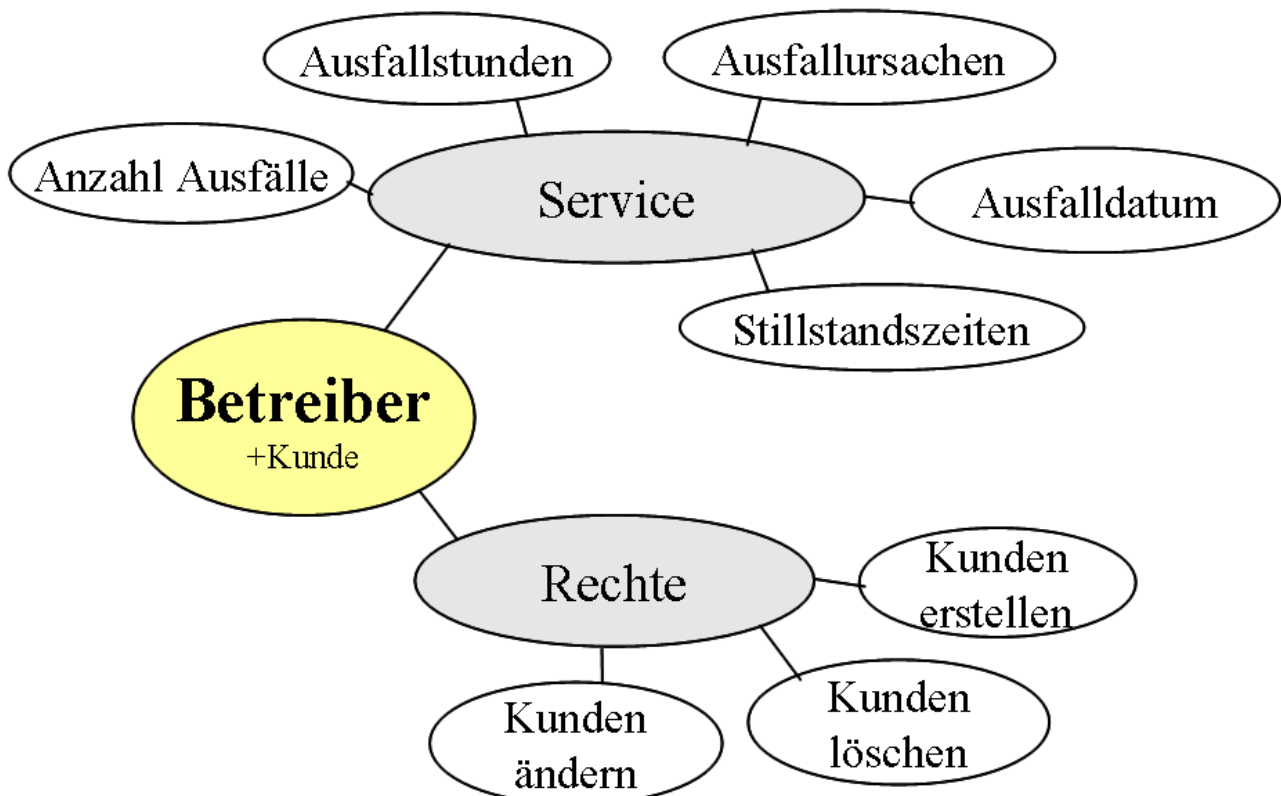 Ausfallstunden
Ausfallursachen
Anzahl Ausfälle
Service
Ausfalldatum
Stillstandszeiten
Betreiber
+Kunde
Rechte
Kunden
erstellen
Kunden
löschen
Kunden
ändern